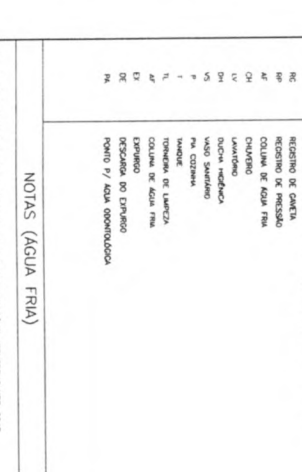 RG REGISTRO DE GAVETA
RP REGISTRO DE PRESSÃO
AF COLUNA DE ÁGUA FRIA
CH CHUVEIRO
LV LAVATÓRIO
DH DUCHA HIGIÊNICA
VS VASO SANITÁRIO
P PIA COZINHA
T TANQUE
TL TORNEIRA DE LIMPEZA
AF COLUNA DE ÁGUA FRIA
EX EXPURGO
DE DESCARGA DO EXPURGO
PA PONTO P/ AGUA ODONTOLÓGICA
NOTAS (ÁGUA FRIA)